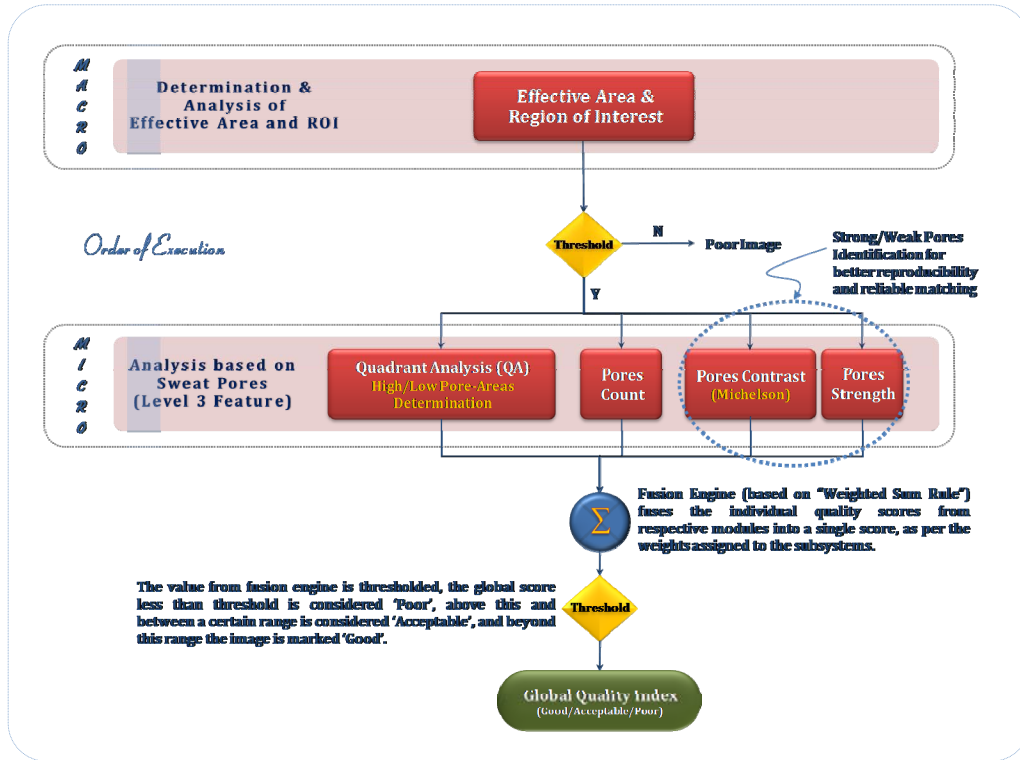 MACRO
Determination &
Analysis of
Effective Area and ROI
Effective Area &
Region of Interest
Order of Execution
Threshold
N
Poor Image
Strong/Weak Pores
Identification for
better reproducibility
and reliable matching
Y
MICRO
Analysis based on
Sweat Pores
(Level 3 Feature)
Quadrant Analysis (QA)
High/Low Pore-Areas
Determination
Pores
Count
Pores Contrast
(Michelson)
Pores
Strength
Σ
Fusion Engine (based on "Weighted Sum Rule")
fuses the individual quality scores from
respective modules into a single score, as per the
weights assigned to the subsystems.
The value from fusion engine is thresholded, the global score
less than threshold is considered 'Poor', above this and
between a certain range is considered 'Acceptable', and beyond
this range the image is marked 'Good'.
Threshold
Global Quality Index
(Good/Acceptable/Poor)